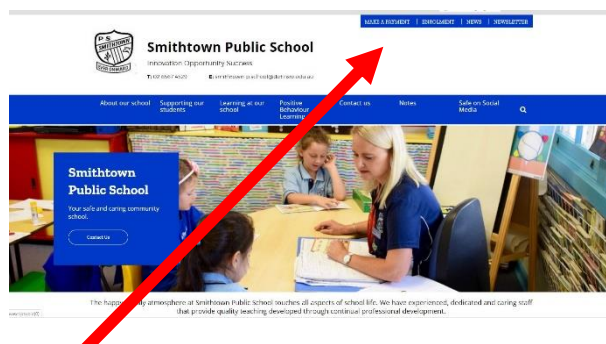 MAKE A PAYMENT | ENROLMENT | NEWS | NEWSLETTER
P S
SMITHTOWN
Smithtown Public School
Innovation Opportunity Success
About our school
Supporting our
students
Learning at our
school
Positive
Behaviour
Learning
Contact us
Notes
Safe on Social
Media
Smithtown
Public School
Your safe and caring community
school.
Contact Us
The happy atmosphere at Smithtown Public School touches all aspects of school life. We have experienced, dedicated and caring staff
that provide quality teaching developed through continual professional development.